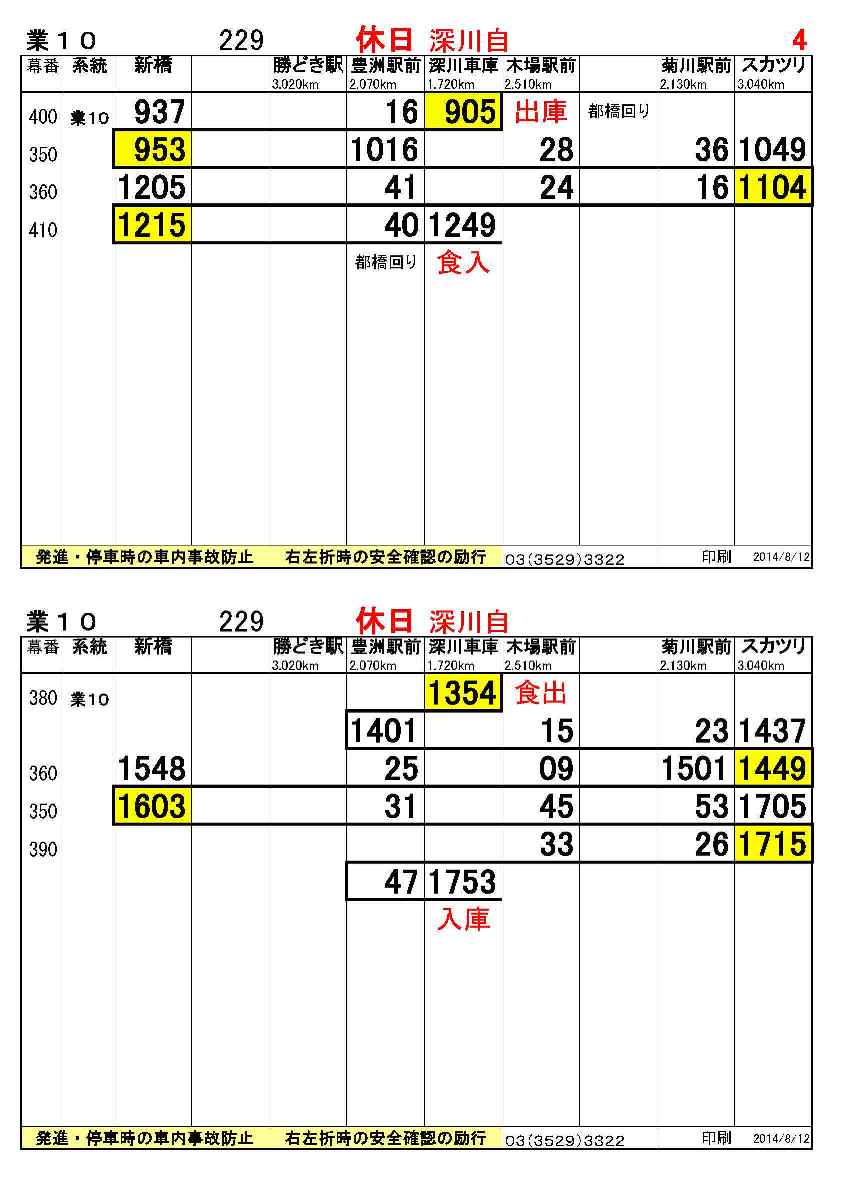 業１０ 229 休日 深川自 4
幕番 系統 新橋 勝どき駅 豊洲駅前 深川車庫 木場駅前 菊川駅前 スカツリ
3.020km 2.070km 1.720km 2.510km 2.130km 3.040km
400 業10 937 16 905 出庫 都橋回り
350 953 1016 28 36 1049
360 1205 41 24 16 1104
410 1215 40 1249
都橋回り 食入
発進・停車時の車内事故防止 右左折時の安全確認の励行 03(3529)3322 印刷 2014/8/12
業１０ 229 休日 深川自
幕番 系統 新橋 勝どき駅 豊洲駅前 深川車庫 木場駅前 菊川駅前 スカツリ
3.020km 2.070km 1.720km 2.510km 2.130km 3.040km
380 業10 1354 食出
1401 15 23 1437
360 1548 25 09 1501 1449
350 1603 31 45 53 1705
390 33 26 1715
47 1753
入庫
発進・停車時の車内事故防止 右左折時の安全確認の励行 03(3529)3322 印刷 2014/8/12